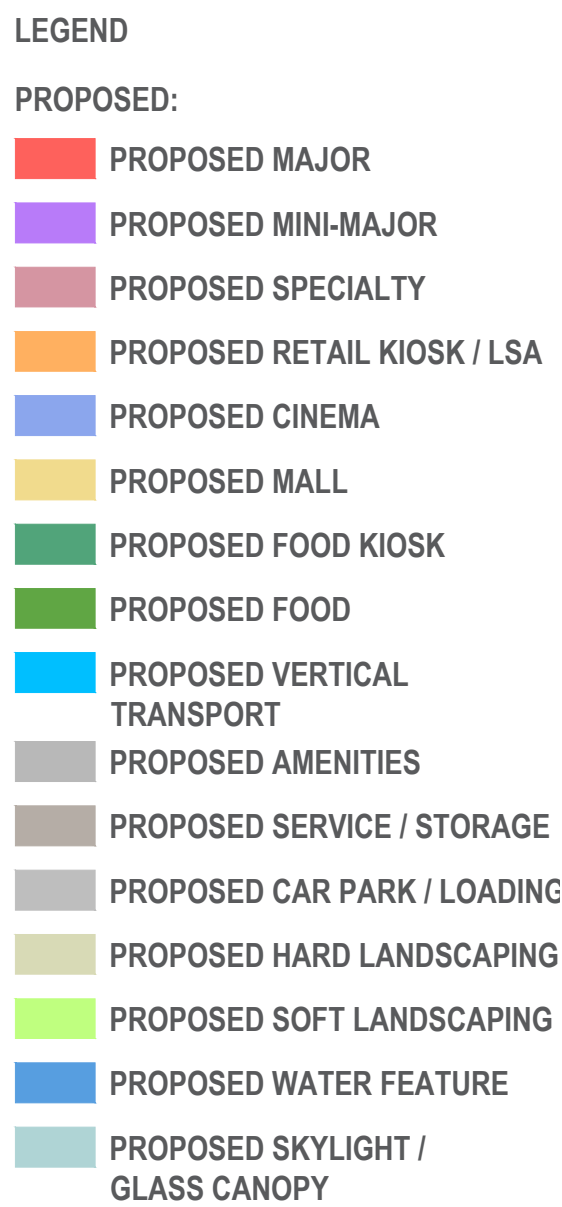 LEGEND
PROPOSED:
PROPOSED MAJOR
PROPOSED MINI-MAJOR
PROPOSED SPECIALTY
PROPOSED RETAIL KIOSK / LSA
PROPOSED CINEMA
PROPOSED MALL
PROPOSED FOOD KIOSK
PROPOSED FOOD
PROPOSED VERTICAL
TRANSPORT
PROPOSED AMENITIES
PROPOSED SERVICE / STORAGE
PROPOSED CAR PARK / LOADING
PROPOSED HARD LANDSCAPING
PROPOSED SOFT LANDSCAPING
PROPOSED WATER FEATURE
PROPOSED SKYLIGHT /
GLASS CANOPY